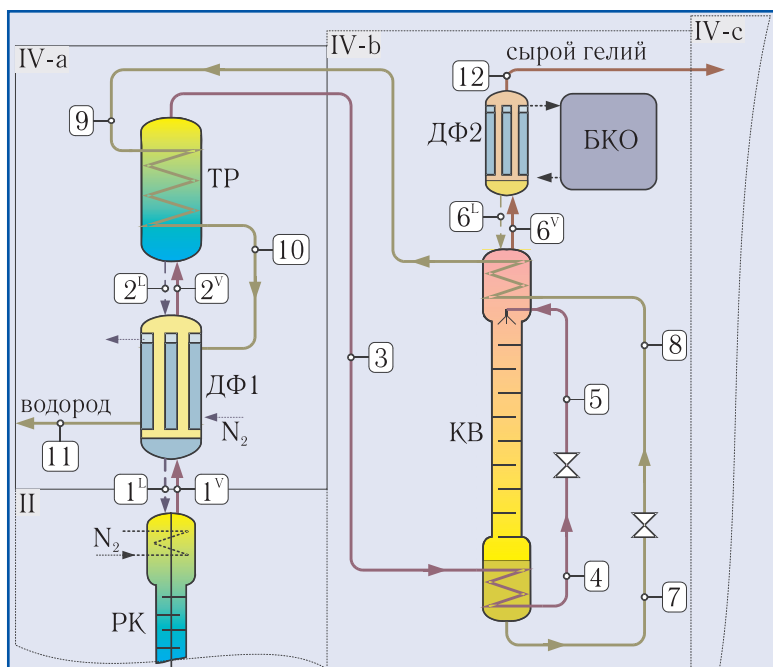 IV-a
IV-b
IV-c
сырой гелий
12
9
ДФ2
БКО
ТР
6ᴸ
6ⱽ
10
2ᴸ
2ⱽ
3
8
ДФ1
5
водород
N₂
КВ
11
1ᴸ
1ⱽ
II
N₂
4
7
РК